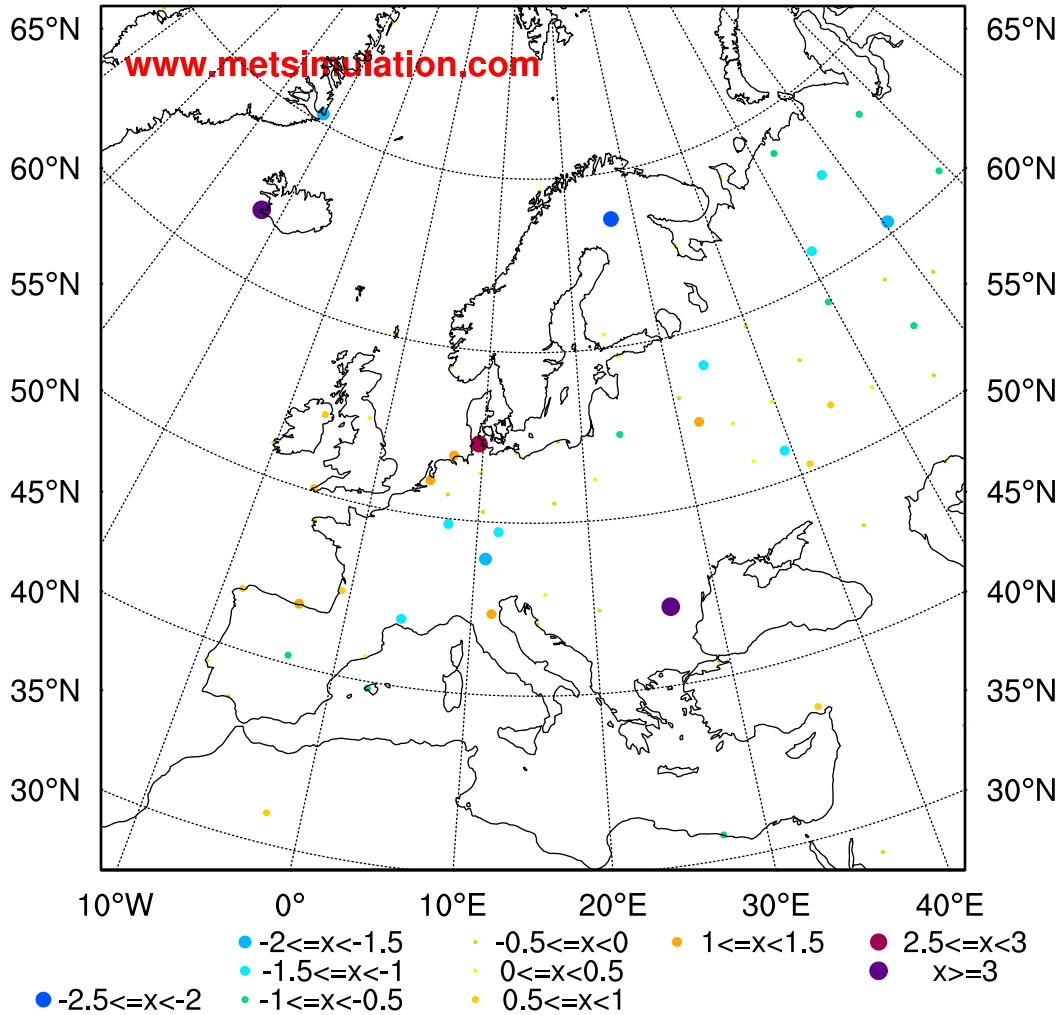 65°N 65°N
www.metsimulation.com
60°N 60°N
55°N 55°N
50°N 50°N
45°N 45°N
40°N 40°N
35°N 35°N
30°N 30°N
10°W 0° 10°E 20°E 30°E 40°E
-2<=x<-1.5 -0.5<=x<0 1<=x<1.5 2.5<=x<3
-1.5<=x<-1 0<=x<0.5 x>=3
-2.5<=x<-2 -1<=x<-0.5 0.5<=x<1